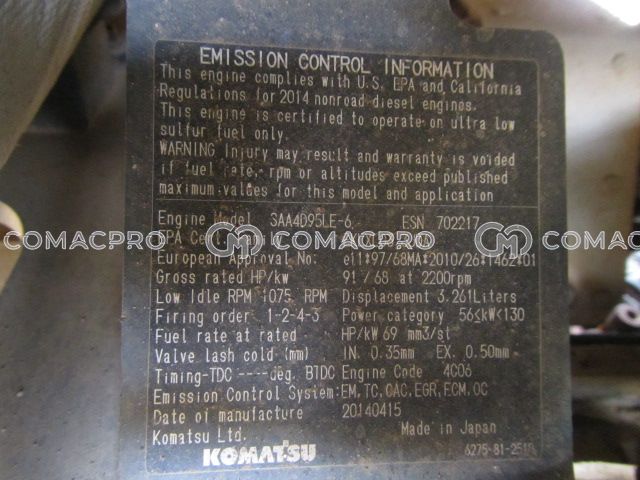 EMISSION CONTROL INFORMATION
This engine complies with U.S. EPA and California
Regulations for 2014 nonroad diesel engines.
This engine is certified to operate on ultra low
sulfur fuel only.
WARNING Injury may result and warranty is voided
if fuel rate, rpm or altitudes exceed published
maximum values for this model and application
Engine Model SAA4D95LE-6 ESN 702217
EPA
COMACPRO COMACPRO COMACPRO
European Approval No. e11*97/68MA*2010/26*1462*01
Gross rated HP/kw 91/68 at 2200rpm
Low Idle RPM 1075 RPM Displacement 3.261Liters
Firing order 1-2-4-3 Power category 56≤kW<130
Fuel rate at rated HP/kW 69 mm3/st
Valve lash cold (mm) IN. 0.35mm EX. 0.50mm
Timing-TDC ----deg. BTDC Engine Code 4C06
Emission Control System:EM,TC,CAC,EGR,ECM,OC
Date of manufacture 20140415
Komatsu Ltd. Made in Japan
KOMATSU 6275-81-2510